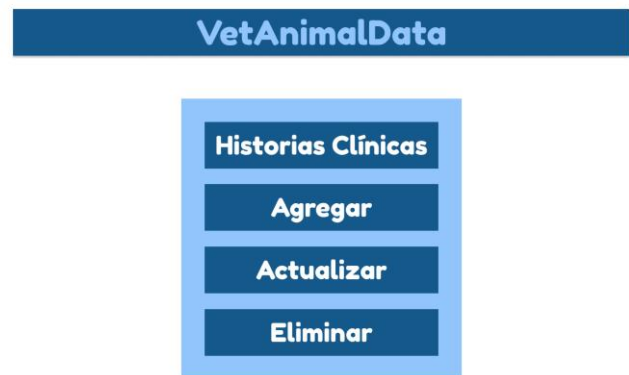 VetAnimalData
Historias Clínicas
Agregar
Actualizar
Eliminar